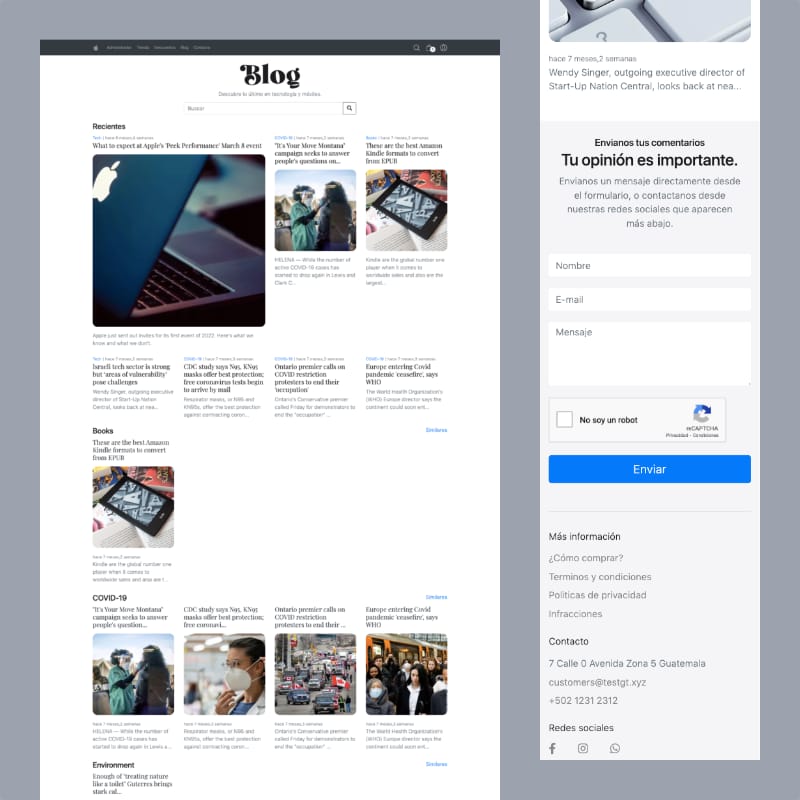 Administrador Tienda Descuentos Blog Contacto
Blog
Descubre lo último en tecnología y móviles.
Buscar
Recientes
Tech | hace 6 meses,3 semanas
What to expect at Apple's 'Peek Performance' March 8 event
Apple just sent out invites for its first event of 2022. Here's what we
know and what we don't.
COVID-19 | hace 7 meses,2 semanas
"It's Your Move Montana"
campaign seeks to answer
people's questions on...
HELENA — While the number of
active COVID-19 cases has
started to drop again in Lewis and
Clark C...
Books | hace 7 meses,2 semanas
These are the best Amazon
Kindle formats to convert
from EPUB
Kindle are the global number one
player when it comes to
worldwide sales and also are the
largest...
Tech | hace 7 meses,2 semanas
Israeli tech sector is strong
but 'areas of vulnerability'
pose challenges
Wendy Singer, outgoing executive
director of Start-Up Nation
Central, looks back at nea...
COVID-19 | hace 7 meses,2 semanas
CDC study says N95, KN95
masks offer best protection;
free coronavirus tests begin
to arrive by mail
Respirator masks, or N95 and
KN95s, offer the best protection
against contracting coron...
COVID-19 | hace 7 meses,2 semanas
Ontario premier calls on
COVID restriction
protesters to end their
'occupation'
Ontario's Conservative premier
called Friday for demonstrators to
end the "occupation" ...
COVID-19 | hace 7 meses,3 semanas
Europe entering Covid
pandemic 'ceasefire', says
WHO
The World Health Organization's
(WHO) Europe director says the
continent could soon ent...
Books
Similares
These are the best Amazon
Kindle formats to convert
from EPUB
hace 7 meses,2 semanas
Kindle are the global number one
player when it comes to
worldwide sales and also are t...
COVID-19
Similares
"It's Your Move Montana"
campaign seeks to answer
people's question...
hace 7 meses,2 semanas
HELENA — While the number of
active COVID-19 cases has
started to drop again in Lewis a...
CDC study says N95, KN95
masks offer best protection;
free coronavi...
hace 7 meses,2 semanas
Respirator masks, or N95 and
KN95s, offer the best protection
against contracting coron...
Ontario premier calls on
COVID restriction
protesters to end their ...
hace 7 meses,2 semanas
Ontario's Conservative premier
called Friday for demonstrators to
end the "occupation" ...
Europe entering Covid
pandemic 'ceasefire', says
WHO
hace 7 meses,3 semanas
The World Health Organization's
(WHO) Europe director says the
continent could soon ent...
Environment
Similares
Enough of 'treating nature
like a toilet' Guterres brings
stark cal...
hace 7 meses,2 semanas
Wendy Singer, outgoing executive director of
Start-Up Nation Central, looks back at nea...
Envianos tus comentarios
Tu opinión es importante.
Envianos un mensaje directamente desde
el formulario, o contactanos desde
nuestras redes sociales que aparecen
más abajo.
Nombre
E-mail
Mensaje
No soy un robot
reCAPTCHA
Privacidad - Condiciones
Enviar
Más información
¿Cómo comprar?
Terminos y condiciones
Politicas de privacidad
Infracciones
Contacto
7 Calle 0 Avenida Zona 5 Guatemala
customers@testgt.xyz
+502 1231 2312
Redes sociales